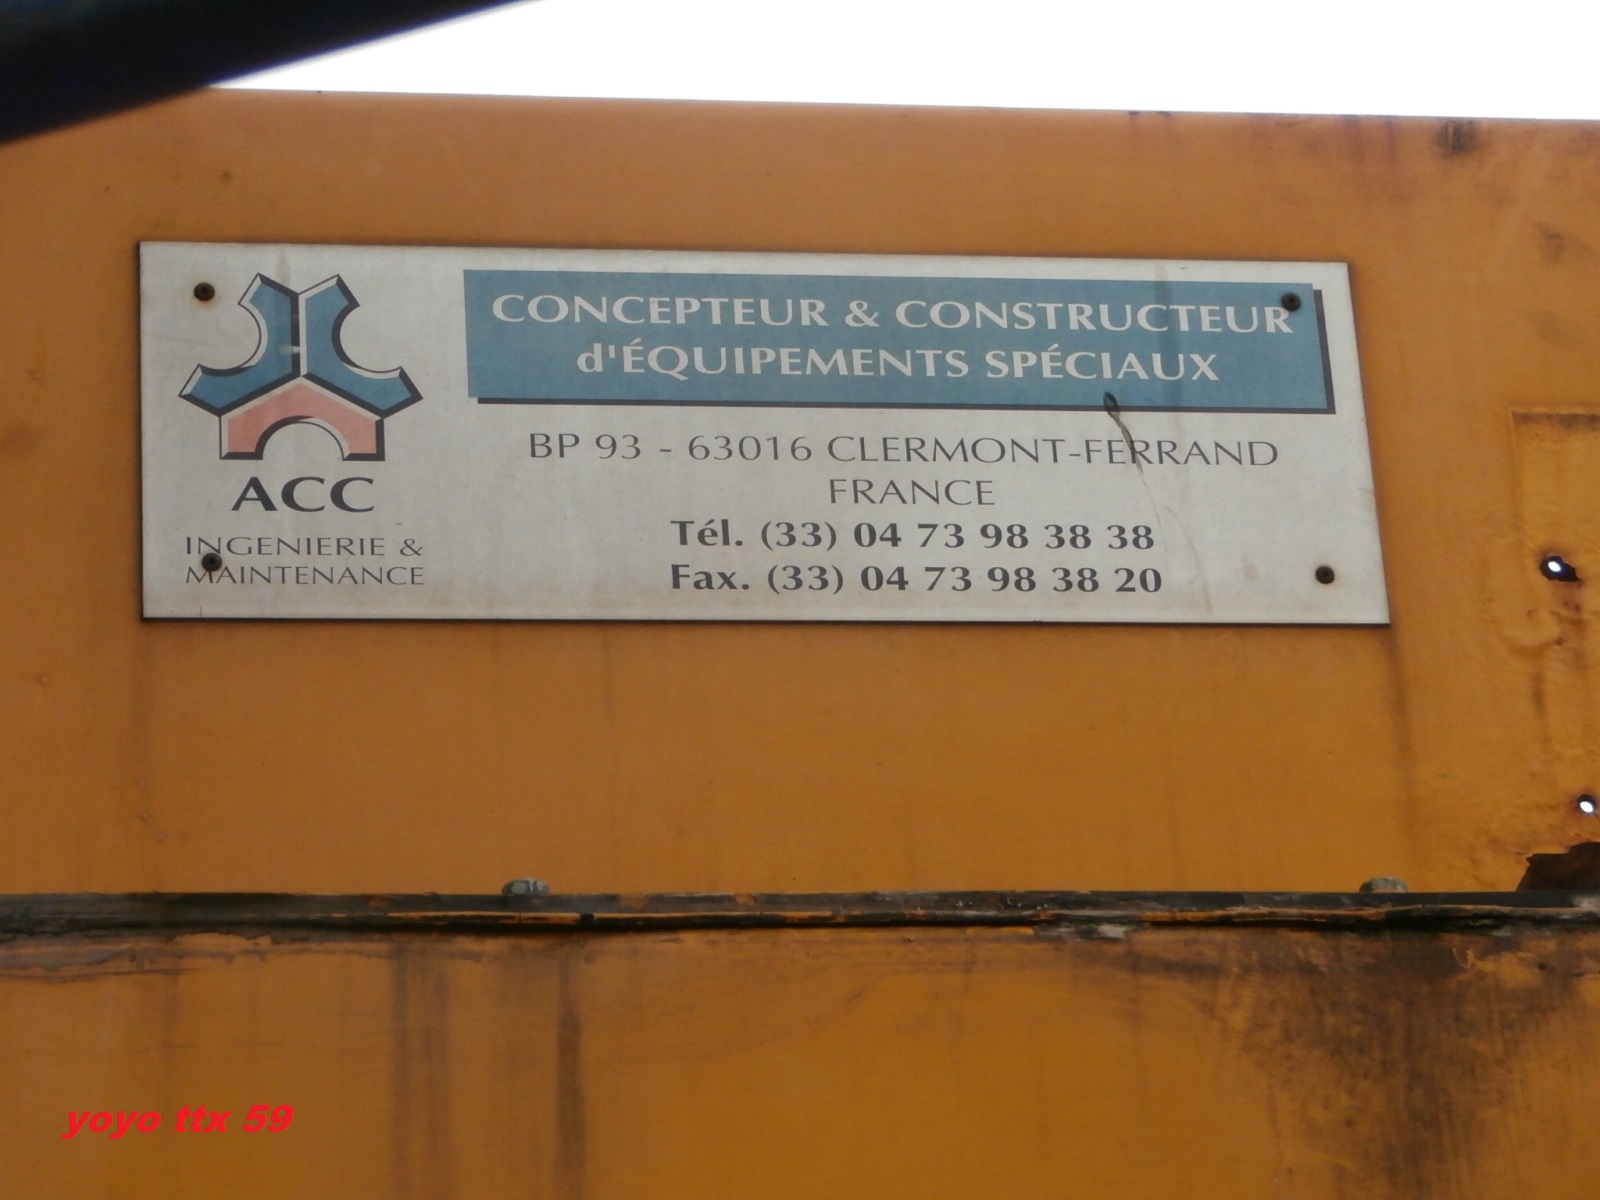 ACC
INGENIERIE &
MAINTENANCE
CONCEPTEUR & CONSTRUCTEUR
d'ÉQUIPEMENTS SPÉCIAUX
BP 93 - 63016 CLERMONT-FERRAND
FRANCE
Tél. (33) 04 73 98 38 38
Fax. (33) 04 73 98 38 20
yoyo ttx 59